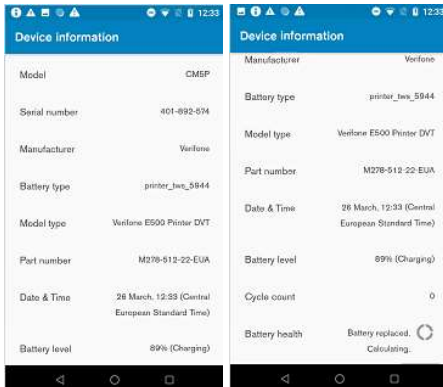 12:33
Device information
Model CM5P
Serial number 401-892-574
Manufacturer Verifone
Battery type printer_tws_5944
Model type Verifone E500 Printer DVT
Part number M278-512-22-EUA
Date & Time 26 March, 12:33 (Central
European Standard Time)
Battery level 89% (Charging)
12:33
Device information
Manufacturer Verifone
Battery type printer_tws_5944
Model type Verifone E500 Printer DVT
Part number M278-512-22-EUA
Date & Time 26 March, 12:33 (Central
European Standard Time)
Battery level 89% (Charging)
Cycle count 0
Battery health Battery replaced.
Calculating.